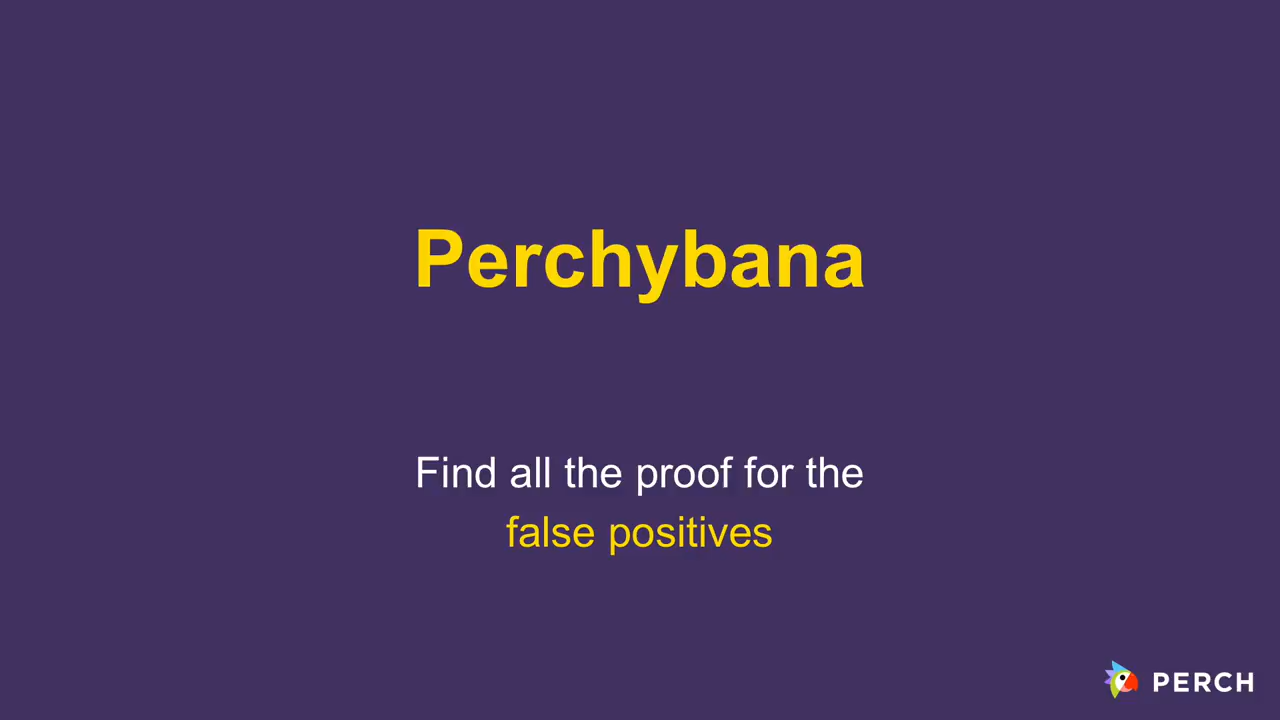 Perchybana
Find all the proof for the
false positives
PERCH